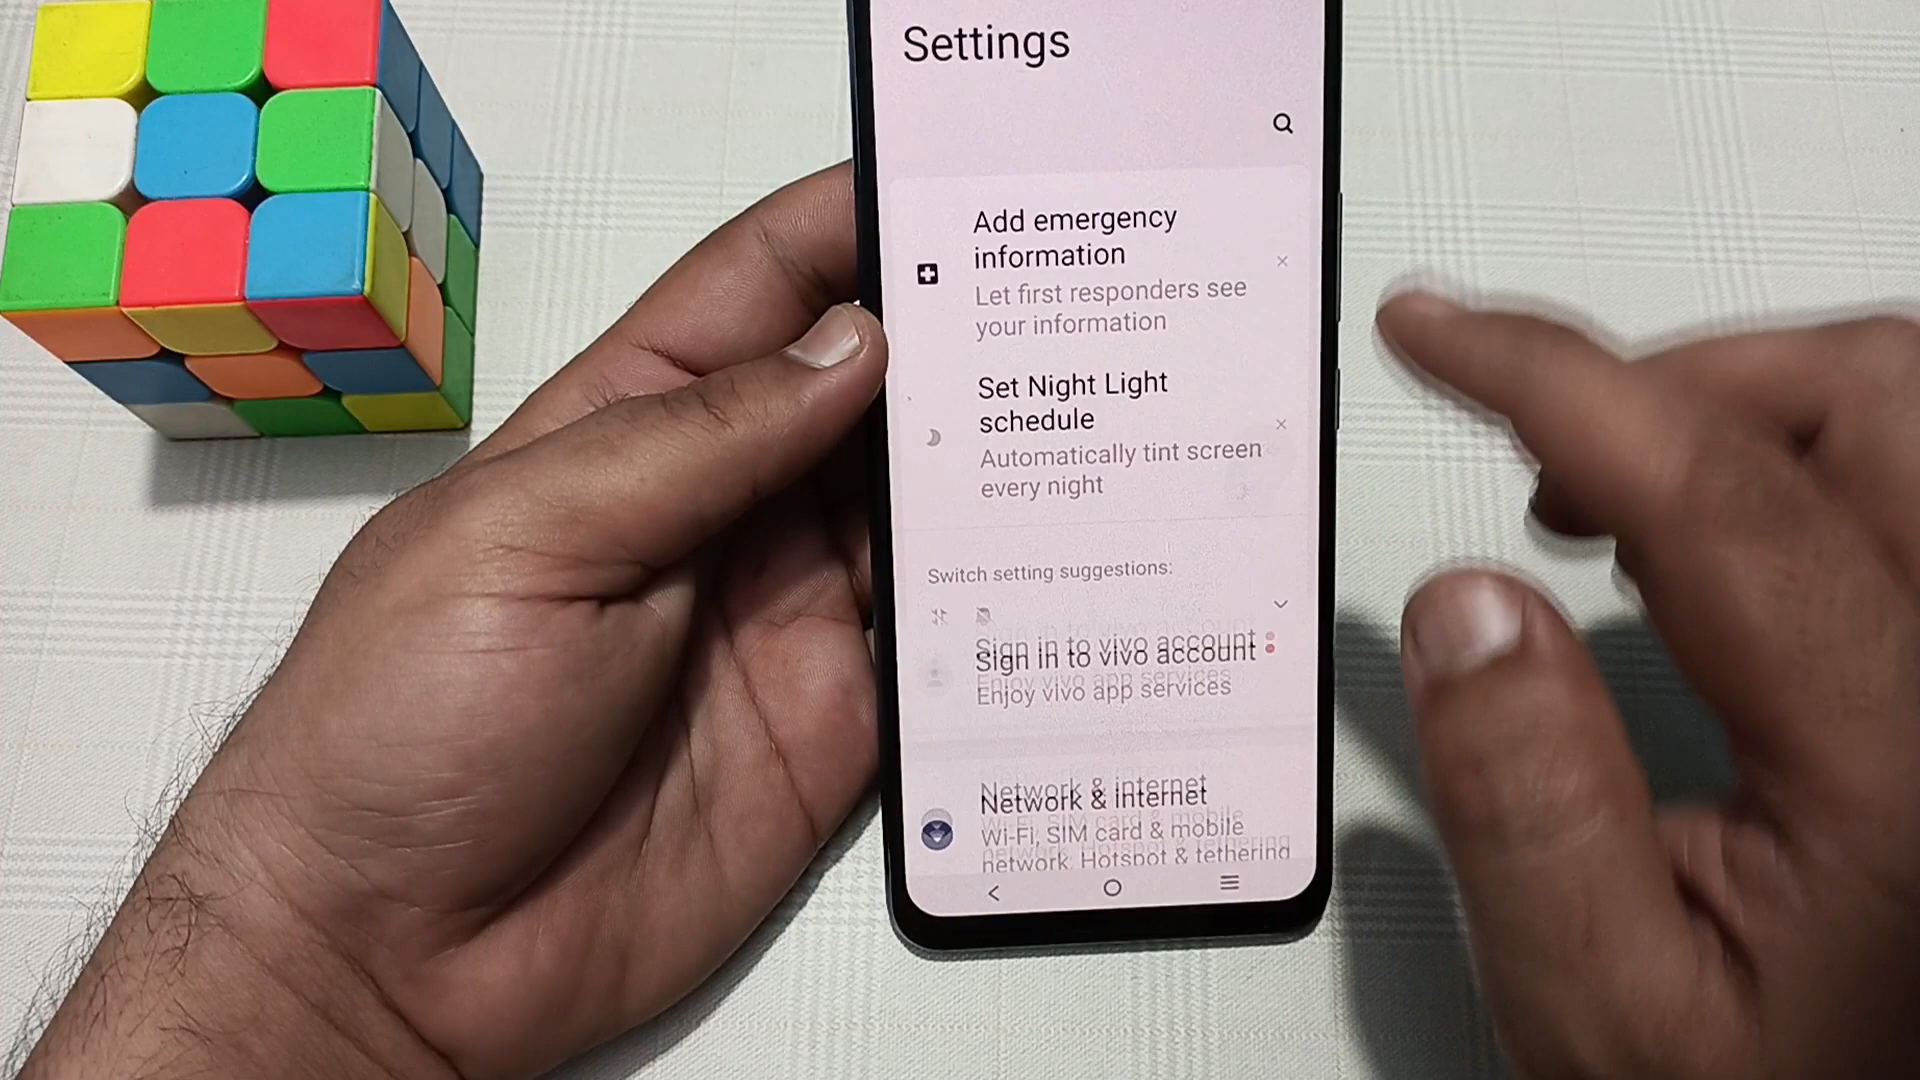 Settings
Add emergency
information
Let first responders see
your information
Set Night Light
schedule
Automatically tint screen
every night
Switch setting suggestions:
Sign in to vivo account
Enjoy vivo app services
Network & internet
Wi-Fi, SIM card & mobile
network, Hotspot & tethering